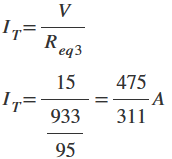 I_T = V / R_eq3
I_T = 15 / (933 / 95) = 475 / 311 A